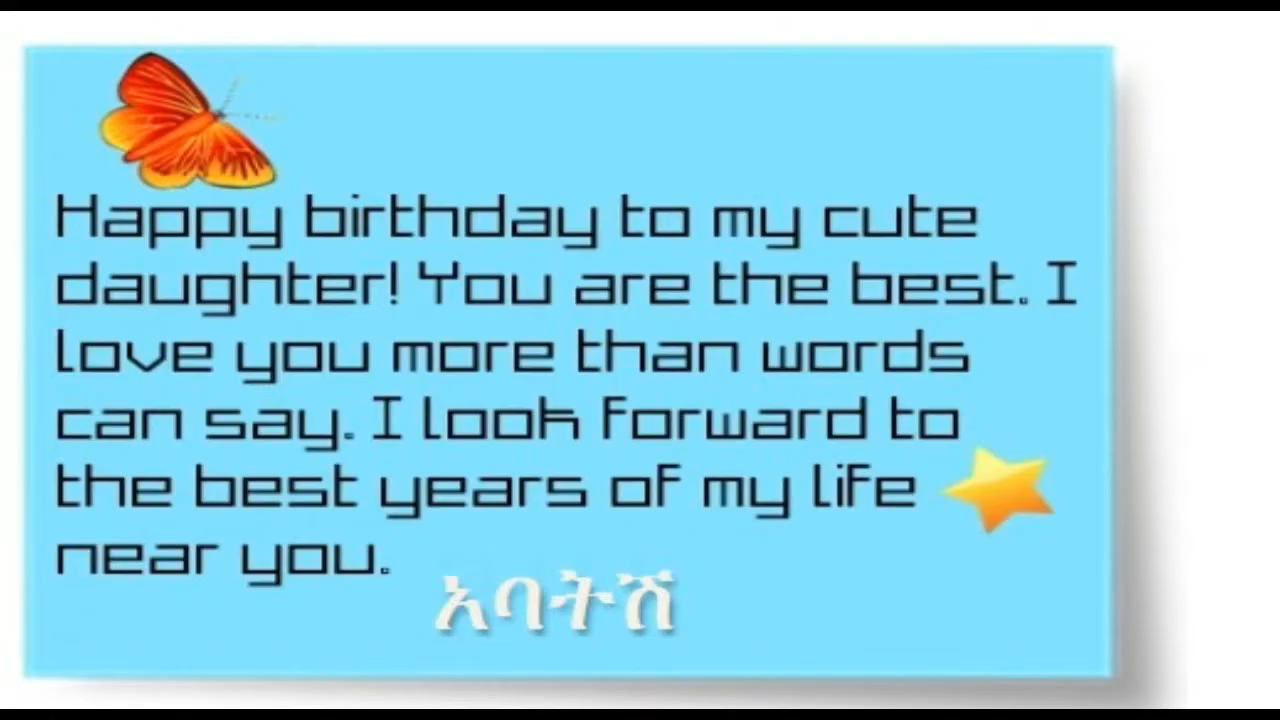 Happy birthday to my cute
daughter! You are the best. I
love you more than words
can say. I look forward to
the best years of my life
near you.
አባትሽ